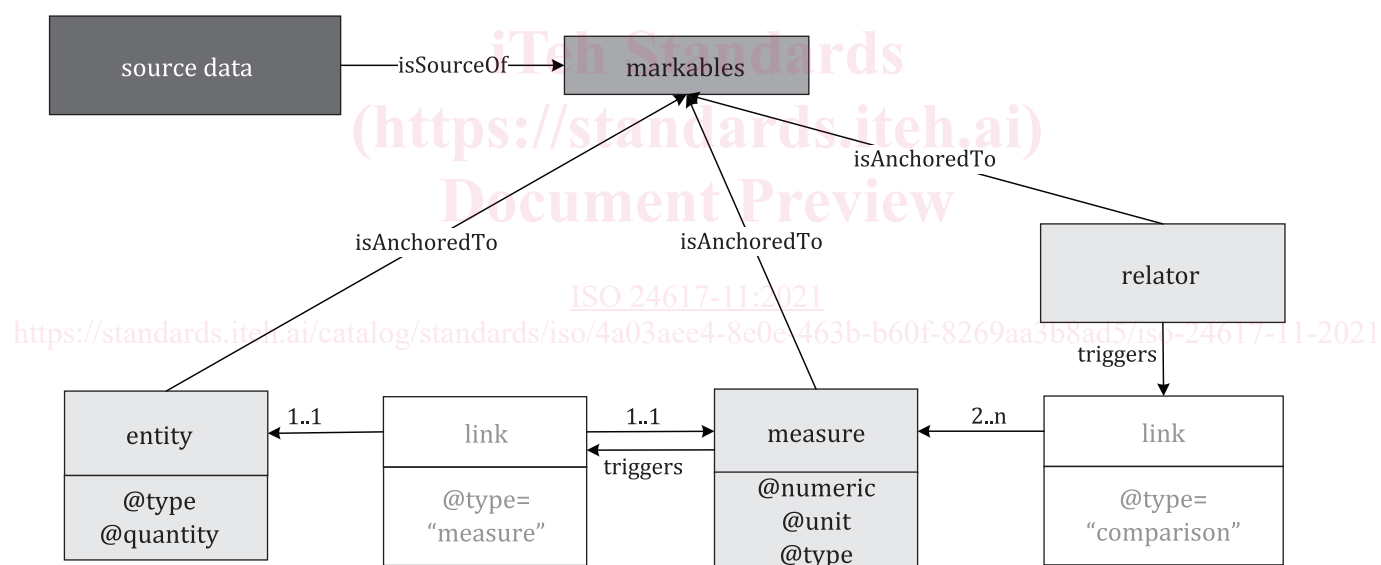 iTeh Standards
source data
isSourceOf
markables
(https://standards.iteh.ai)
isAnchoredTo
Document Preview
isAnchoredTo
isAnchoredTo
relator
ISO 24617-11:2021
https://standards.iteh.ai/catalog/standards/iso/4a03aee4-8e0e-463b-b60f-8269aa3b8ad5/iso-24617-11-2021
triggers
entity
1..1
link
1..1
triggers
measure
2..n
link
@type
@quantity
@type=
“measure”
@numeric
@unit
@type
@type=
“comparison”